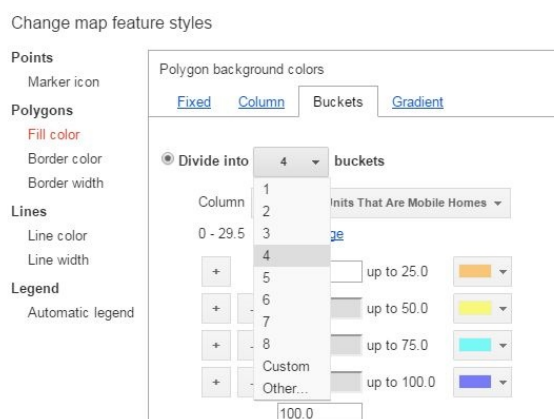 Change map feature styles
Points
Marker icon
Polygons
Fill color
Border color
Border width
Lines
Line color
Line width
Legend
Automatic legend
Polygon background colors
Fixed Column Buckets Gradient
Divide into 4 buckets
Column Units That Are Mobile Homes
0 - 29.5
1
2
3
4
5
6
7
8
Custom
Other...
+ up to 25.0
+ up to 50.0
+ up to 75.0
+ up to 100.0
100.0